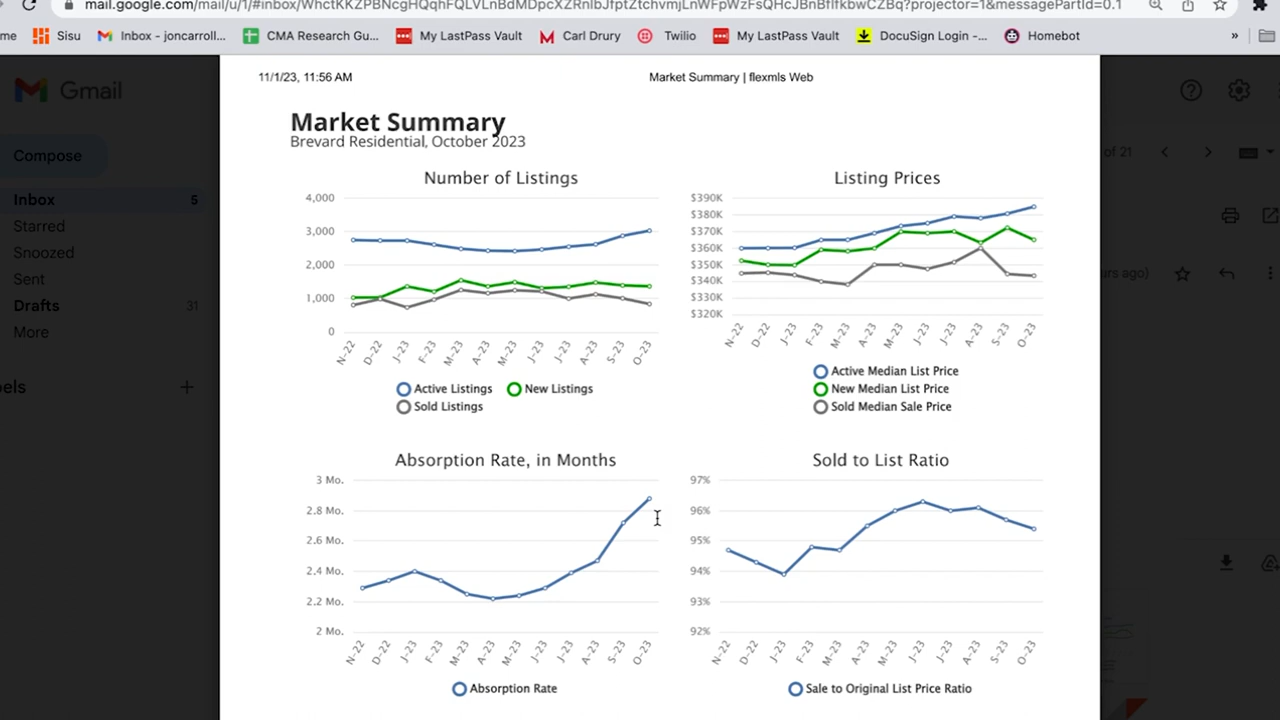 mail.google.com/mail/u/1/#inbox/WhctKKZPBNcgHQqhFQLVLnBdMDpcXZRnlbJfptZtchvmjLnWFpWzFsQHcJBnBflfkbwCZBq?projector=1&messagePartId=0.1
me Sisu Inbox - joncarroll... CMA Research Gu... My LastPass Vault Carl Drury Twilio My LastPass Vault DocuSign Login -... Homebot »
11/1/23, 11:56 AM Market Summary | flexmls Web
Gmail
Compose
Inbox 5
Starred
Snoozed
Sent
Drafts 31
More
els +
of 21
urs ago)
Market Summary
Brevard Residential, October 2023
Number of Listings
4,000
3,000
2,000
1,000
0
N-22 D-22 J-23 F-23 M-23 A-23 M-23 J-23 J-23 A-23 S-23 O-23
Active Listings New Listings
Sold Listings
Listing Prices
$390K
$380K
$370K
$360K
$350K
$340K
$330K
$320K
N-22 D-22 J-23 F-23 M-23 A-23 M-23 J-23 J-23 A-23 S-23 O-23
Active Median List Price
New Median List Price
Sold Median Sale Price
Absorption Rate, in Months
3 Mo.
2.8 Mo.
2.6 Mo.
2.4 Mo.
2.2 Mo.
2 Mo.
N-22 D-22 J-23 F-23 M-23 A-23 M-23 J-23 J-23 A-23 S-23 O-23
Absorption Rate
Sold to List Ratio
97%
96%
95%
94%
93%
92%
N-22 D-22 J-23 F-23 M-23 A-23 M-23 J-23 J-23 A-23 S-23 O-23
Sale to Original List Price Ratio